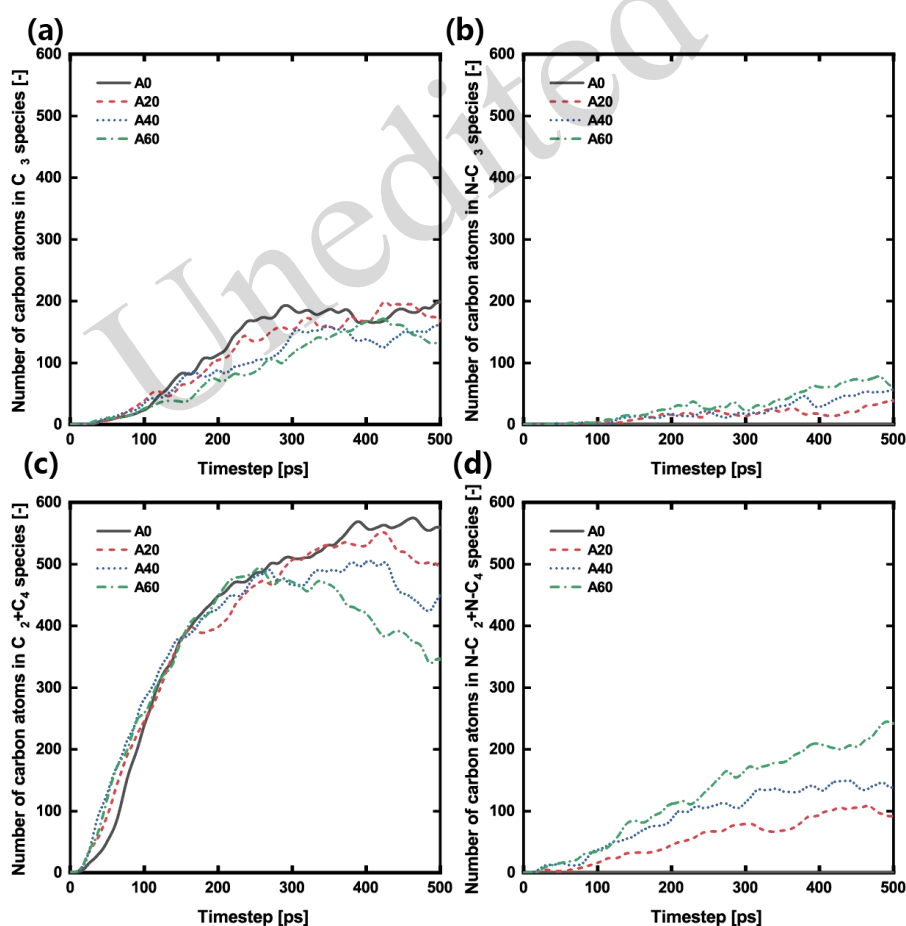 (a)
Number of carbon atoms in C 3 species [-]
600
500
400
300
200
100
0
A0
A20
A40
A60
0 100 200 300 400 500
Timestep [ps]
(b)
Number of carbon atoms in N-C 3 species [-]
600
500
400
300
200
100
0
A0
A20
A40
A60
0 100 200 300 400 500
Timestep [ps]
(c)
Number of carbon atoms in C 2+C4 species [-]
600
500
400
300
200
100
0
A0
A20
A40
A60
0 100 200 300 400 500
Timestep [ps]
(d)
Number of carbon atoms in N-C 2+N-C4 species [-]
600
500
400
300
200
100
0
A0
A20
A40
A60
0 100 200 300 400 500
Timestep [ps]
Unedited